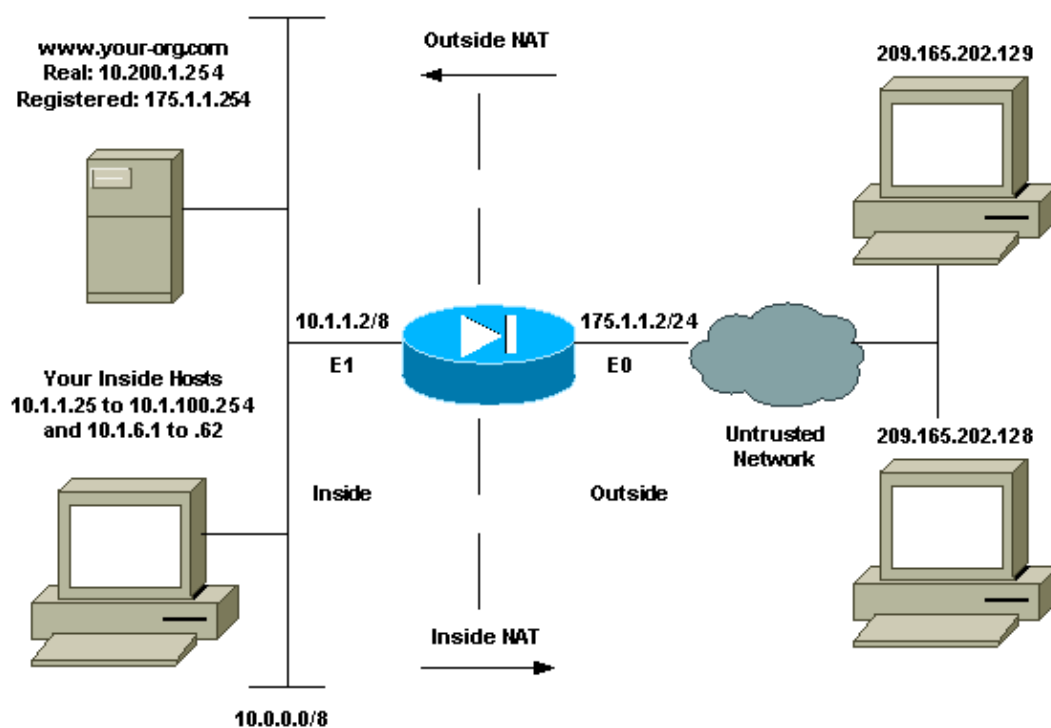 www.your-org.com
Real: 10.200.1.254
Registered: 175.1.1.254
Outside NAT
209.165.202.129
10.1.1.2/8
E1
175.1.1.2/24
E0
Your Inside Hosts
10.1.1.25 to 10.1.100.254
and 10.1.6.1 to .62
Untrusted
Network
209.165.202.128
Inside
Outside
Inside NAT
10.0.0.0/8